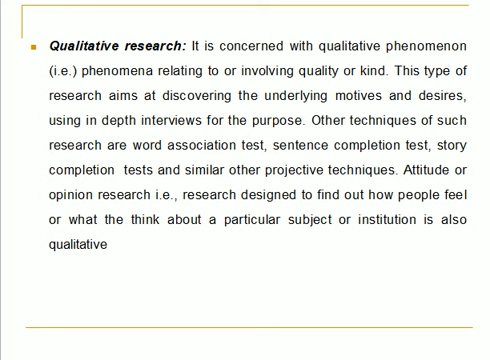 Qualitative research: It is concerned with qualitative phenomenon
(i.e.) phenomena relating to or involving quality or kind. This type of
research aims at discovering the underlying motives and desires,
using in depth interviews for the purpose. Other techniques of such
research are word association test, sentence completion test, story
completion  tests and similar other projective techniques. Attitude or
opinion research i.e., research designed to find out how people feel
or what the think about a particular subject or institution is also
qualitative